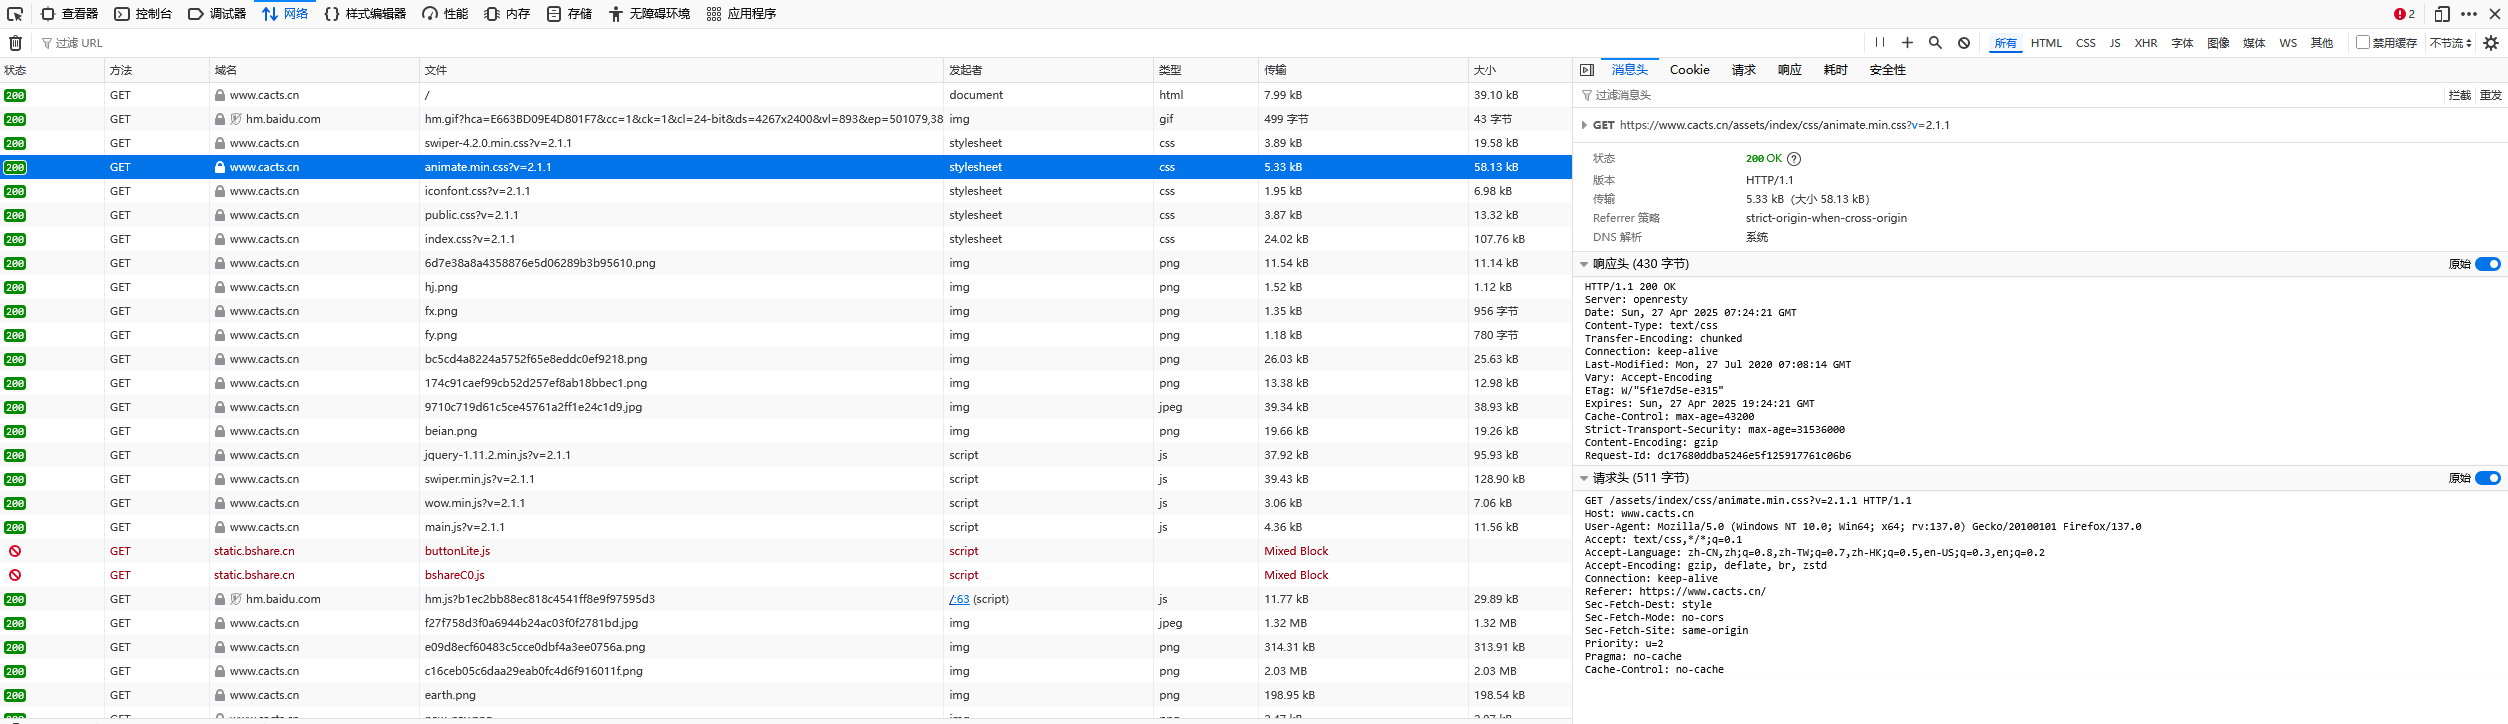 查看器 控制台 调试器 网络 样式编辑器 性能 内存 存储 无障碍环境 应用程序 2
过滤 URL 所有 HTML CSS JS XHR 字体 图像 媒体 WS 其他 禁用缓存 不节流
状态 方法 域名 文件 发起者 类型 传输 大小
200 GET www.cacts.cn / document html 7.99 kB 39.10 kB
200 GET hm.baidu.com hm.gif?hca=E663BD09E4D801F7&cc=1&ck=1&cl=24-bit&ds=4267x2400&vl=893&ep=501079,38 img gif 499 字节 43 字节
200 GET www.cacts.cn swiper-4.2.0.min.css?v=2.1.1 stylesheet css 3.89 kB 19.58 kB
200 GET www.cacts.cn animate.min.css?v=2.1.1 stylesheet css 5.33 kB 58.13 kB
200 GET www.cacts.cn iconfont.css?v=2.1.1 stylesheet css 1.95 kB 6.98 kB
200 GET www.cacts.cn public.css?v=2.1.1 stylesheet css 3.87 kB 13.32 kB
200 GET www.cacts.cn index.css?v=2.1.1 stylesheet css 24.02 kB 107.76 kB
200 GET www.cacts.cn 6d7e38a8a4358876e5d06289b3b95610.png img png 11.54 kB 11.14 kB
200 GET www.cacts.cn hj.png img png 1.52 kB 1.12 kB
200 GET www.cacts.cn fx.png img png 1.35 kB 956 字节
200 GET www.cacts.cn fy.png img png 1.18 kB 780 字节
200 GET www.cacts.cn bc5cd4a8224a5752f65e8eddc0ef9218.png img png 26.03 kB 25.63 kB
200 GET www.cacts.cn 174c91caef99cb52d257ef8ab18bbec1.png img png 13.38 kB 12.98 kB
200 GET www.cacts.cn 9710c719d61c5ce45761a2ff1e24c1d9.jpg img jpeg 39.34 kB 38.93 kB
200 GET www.cacts.cn beian.png img png 19.66 kB 19.26 kB
200 GET www.cacts.cn jquery-1.11.2.min.js?v=2.1.1 script js 37.92 kB 95.93 kB
200 GET www.cacts.cn swiper.min.js?v=2.1.1 script js 39.43 kB 128.90 kB
200 GET www.cacts.cn wow.min.js?v=2.1.1 script js 3.06 kB 7.06 kB
200 GET www.cacts.cn main.js?v=2.1.1 script js 4.36 kB 11.56 kB
GET static.bshare.cn buttonLite.js script Mixed Block
GET static.bshare.cn bshareC0.js script Mixed Block
200 GET hm.baidu.com hm.js?b1ec2bb88ec818c4541ff8e9f97595d3 /:63 (script) js 11.77 kB 29.89 kB
200 GET www.cacts.cn f27f758d3f0a6944b24ac03f0f2781bd.jpg img jpeg 1.32 MB 1.32 MB
200 GET www.cacts.cn e09d8ecf60483c5cce0dbf4a3ee0756a.png img png 314.31 kB 313.91 kB
200 GET www.cacts.cn c16ceb05c6daa29eab0fc4d6f916011f.png img png 2.03 MB 2.03 MB
200 GET www.cacts.cn earth.png img png 198.95 kB 198.54 kB
消息头 Cookie 请求 响应 耗时 安全性
过滤消息头 拦截 重发
GET https://www.cacts.cn/assets/index/css/animate.min.css?v=2.1.1
状态 200 OK ?
版本 HTTP/1.1
传输 5.33 kB（大小 58.13 kB）
Referrer 策略 strict-origin-when-cross-origin
DNS 解析 系统
响应头 (430 字节) 原始
HTTP/1.1 200 OK
Server: openresty
Date: Sun, 27 Apr 2025 07:24:21 GMT
Content-Type: text/css
Transfer-Encoding: chunked
Connection: keep-alive
Last-Modified: Mon, 27 Jul 2020 07:08:14 GMT
Vary: Accept-Encoding
ETag: W/"5f1e7d5e-e315"
Expires: Sun, 27 Apr 2025 19:24:21 GMT
Cache-Control: max-age=43200
Strict-Transport-Security: max-age=31536000
Content-Encoding: gzip
Request-Id: dc17680ddba5246e5f125917761c06b6
请求头 (511 字节) 原始
GET /assets/index/css/animate.min.css?v=2.1.1 HTTP/1.1
Host: www.cacts.cn
User-Agent: Mozilla/5.0 (Windows NT 10.0; Win64; x64; rv:137.0) Gecko/20100101 Firefox/137.0
Accept: text/css,*/*;q=0.1
Accept-Language: zh-CN,zh;q=0.8,zh-TW;q=0.7,zh-HK;q=0.5,en-US;q=0.3,en;q=0.2
Accept-Encoding: gzip, deflate, br, zstd
Connection: keep-alive
Referer: https://www.cacts.cn/
Sec-Fetch-Dest: style
Sec-Fetch-Mode: no-cors
Sec-Fetch-Site: same-origin
Priority: u=2
Pragma: no-cache
Cache-Control: no-cache